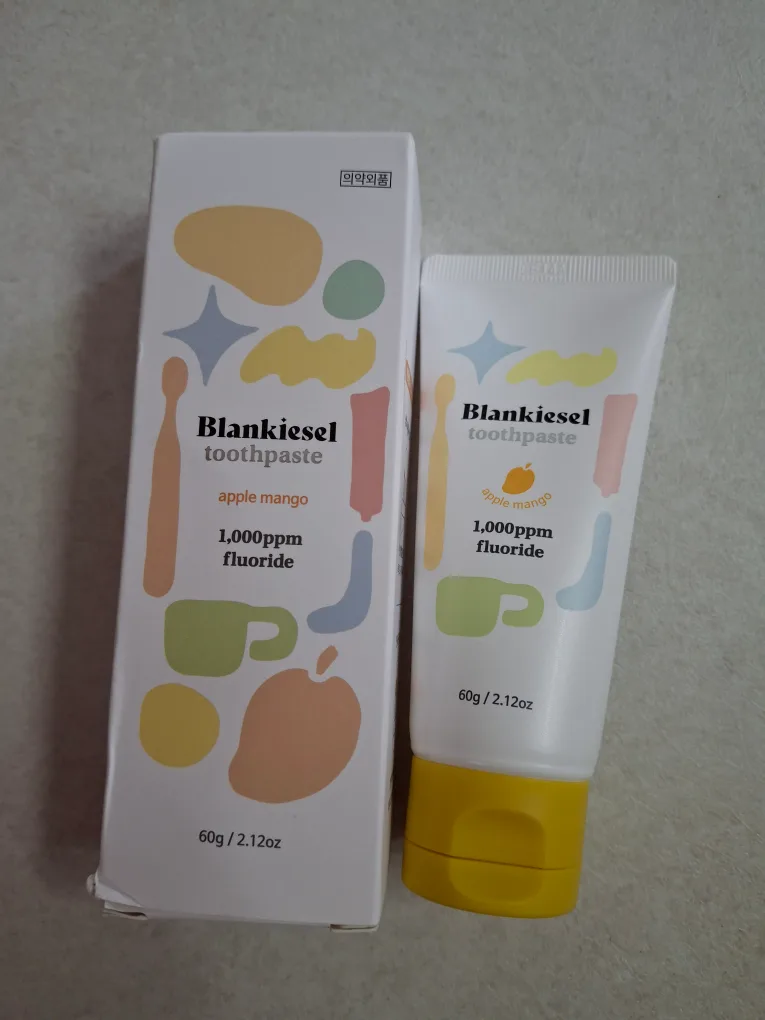 의약외품
Blankiesel
toothpaste
apple mango
1,000ppm
fluoride
60g / 2.12oz
Blankiesel
toothpaste
apple mango
1,000ppm
fluoride
60g / 2.12oz